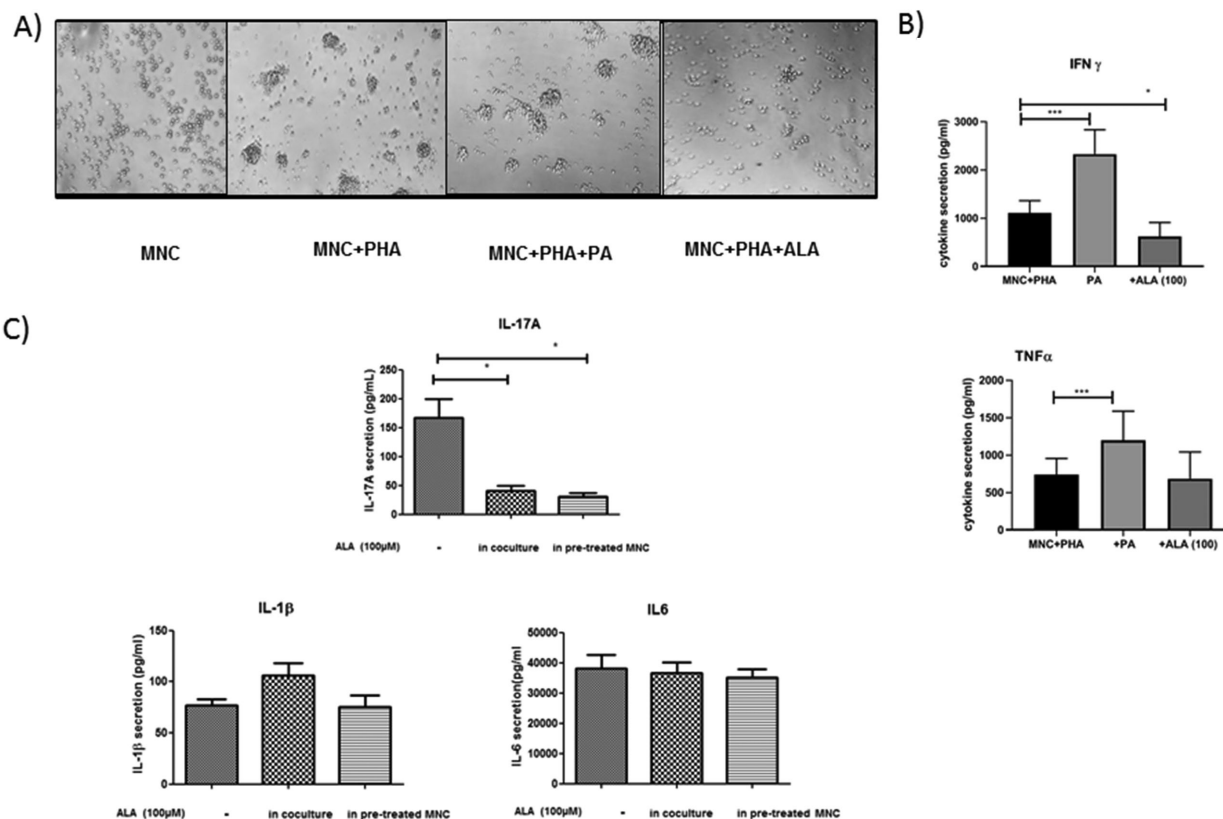 A)
MNC
MNC+PHA
MNC+PHA+PA
MNC+PHA+ALA
B)
IFN γ
*
***
cytokine secretion (pg/ml)
3000
2000
1000
0
MNC+PHA
PA
+ALA (100)
TNFα
***
cytokine secretion (pg/ml)
2000
1500
1000
500
0
MNC+PHA
+PA
+ALA (100)
C)
IL-17A
*
*
IL-17A secretion (pg/mL)
250
200
150
100
50
0
ALA (100µM)
-
in coculture
in pre-treated MNC
IL-1β
IL-1β secretion (pg/ml)
150
100
50
0
ALA (100µM)
-
in coculture
in pre-treated MNC
IL6
IL-6 secretion(pg/ml
50000
40000
30000
20000
10000
0
ALA (100µM)
-
in coculture
in pre-treated MNC